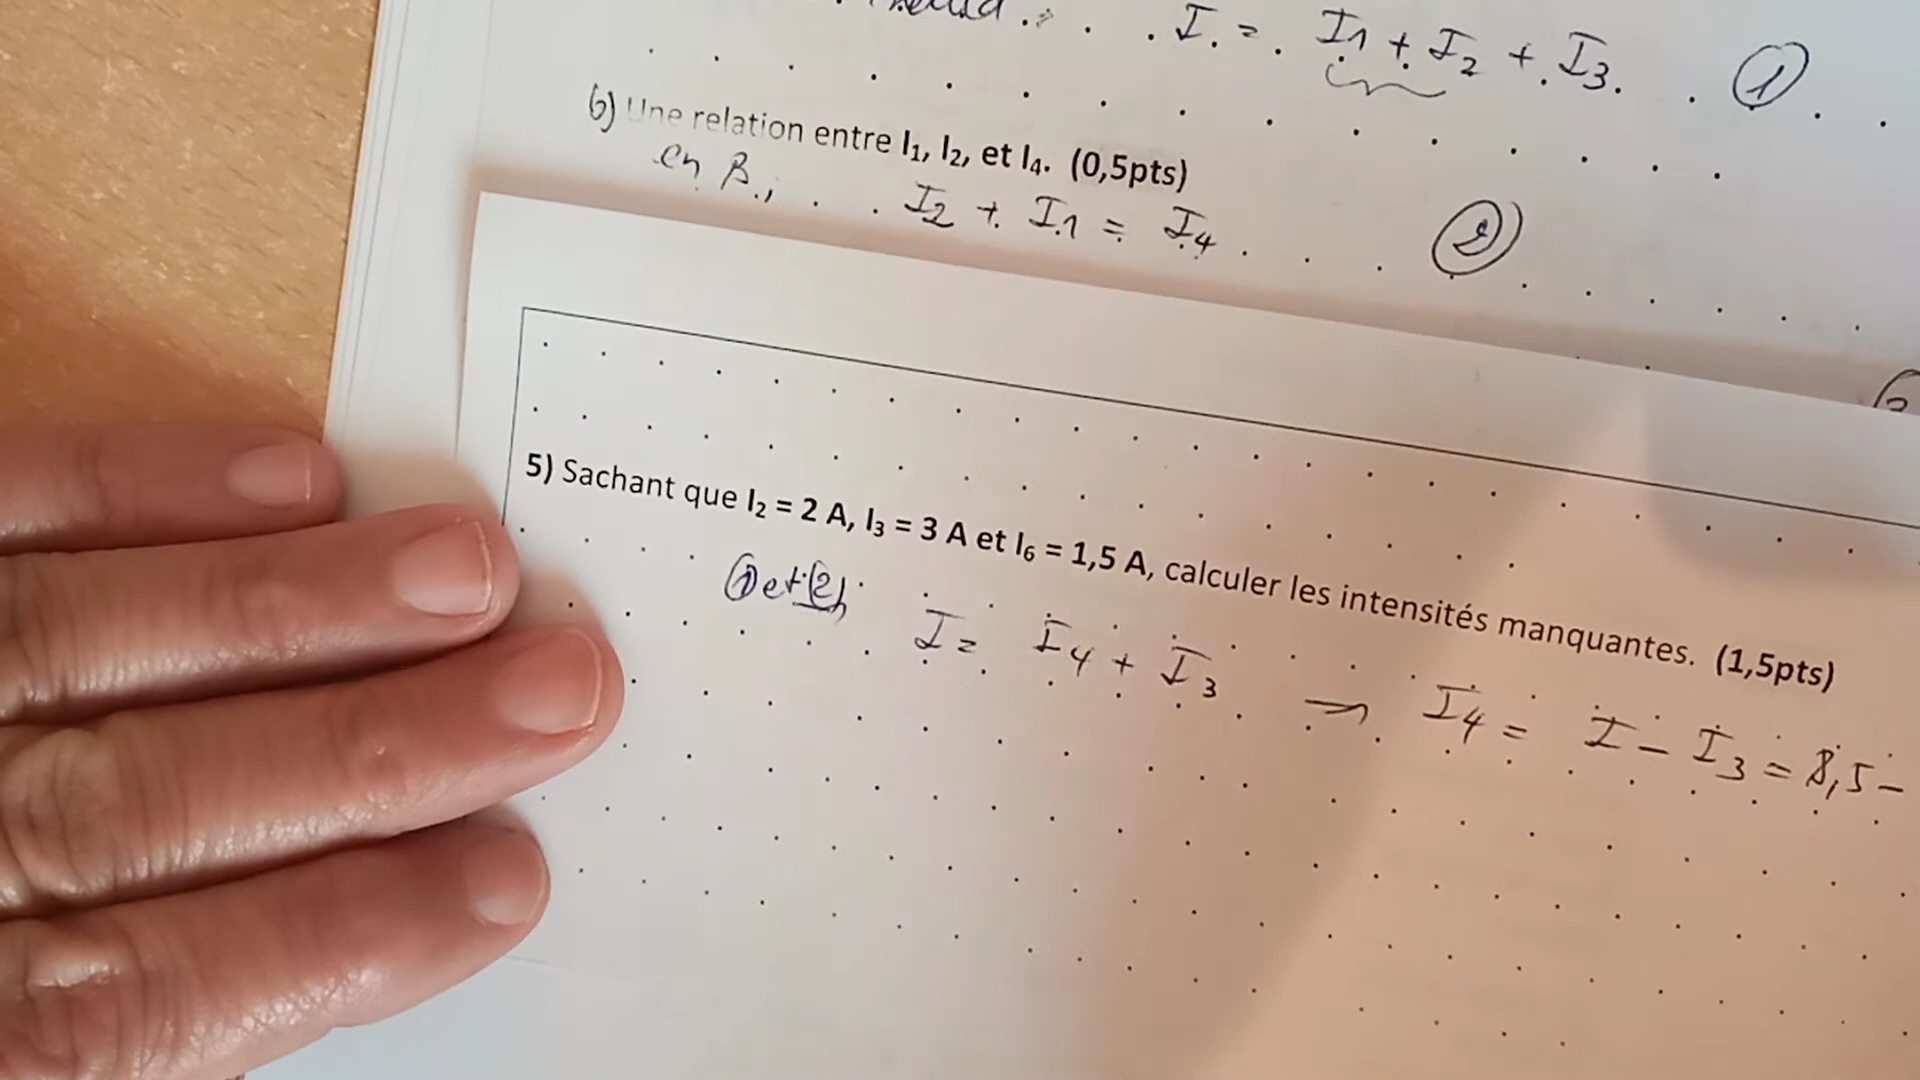 I = I1 + I2 + I3. ①
b) Une relation entre I₁, I₂, et I₄. (0,5pts)
en B, I2 + I1 = I4 ②
5) Sachant que I₂ = 2 A, I₃ = 3 A et I₆ = 1,5 A, calculer les intensités manquantes. (1,5pts)
① et ②, I = I4 + I3 → I4 = I - I3 = 8,5 -